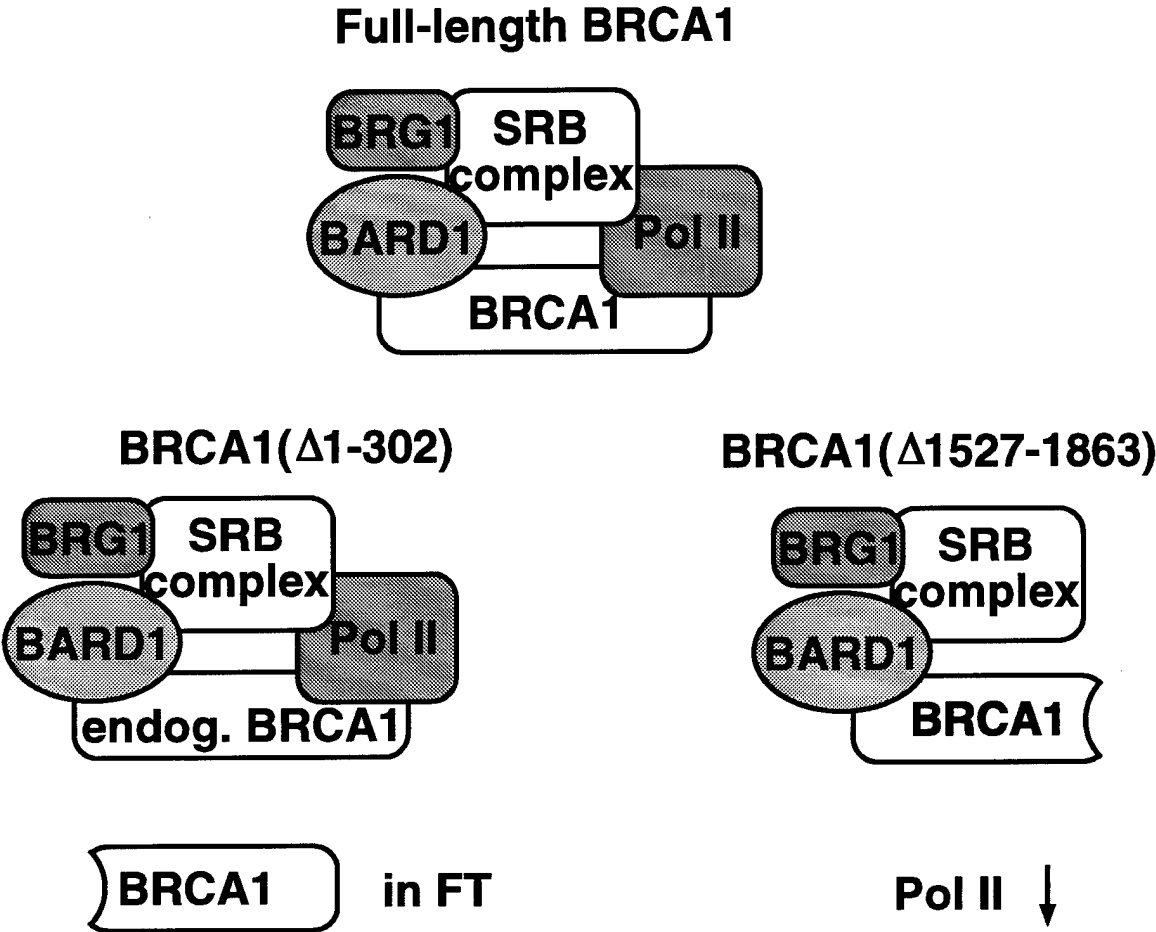 Full-length BRCA1
BRG1
SRB
complex
BARD1
Pol II
BRCA1
BRCA1(Δ1-302)
BRG1
SRB
complex
BARD1
Pol II
endog. BRCA1
BRCA1 in FT
BRCA1(Δ1527-1863)
BRG1
SRB
complex
BARD1
BRCA1
Pol II ↓